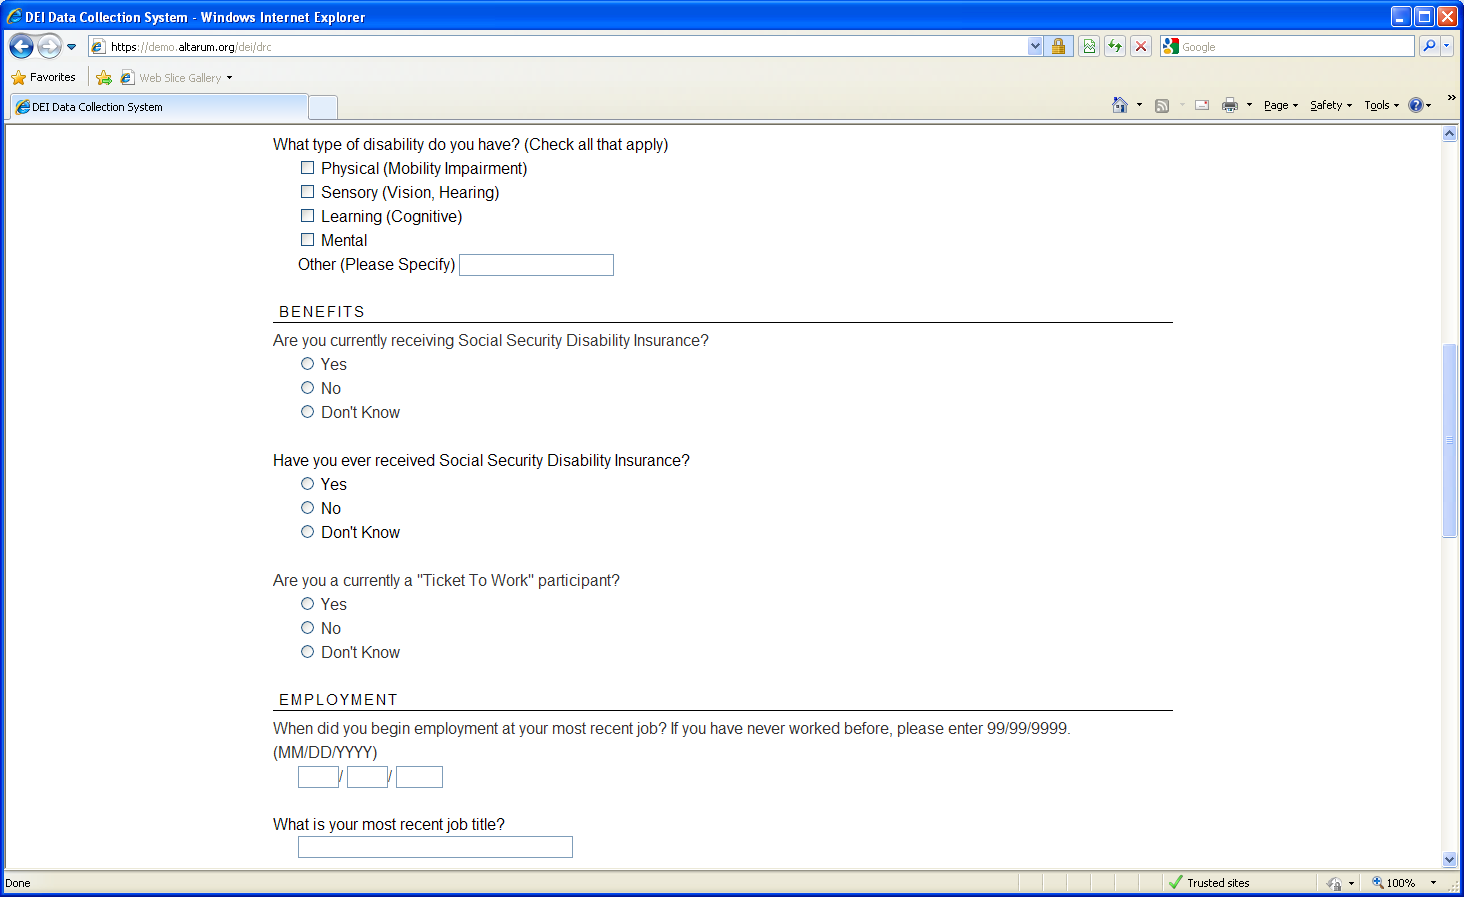 DEI Data Collection System - Windows Internet Explorer
https://demo.altarum.org/dei/drc
Google
Favorites
Web Slice Gallery
DEI Data Collection System
Page
Safety
Tools
»
What type of disability do you have? (Check all that apply)
Physical (Mobility Impairment)
Sensory (Vision, Hearing)
Learning (Cognitive)
Mental
Other (Please Specify)
BENEFITS
Are you currently receiving Social Security Disability Insurance?
Yes
No
Don't Know
Have you ever received Social Security Disability Insurance?
Yes
No
Don't Know
Are you a currently a "Ticket To Work" participant?
Yes
No
Don't Know
EMPLOYMENT
When did you begin employment at your most recent job? If you have never worked before, please enter 99/99/9999.
(MM/DD/YYYY)
/ /
What is your most recent job title?
Done
Trusted sites
100%